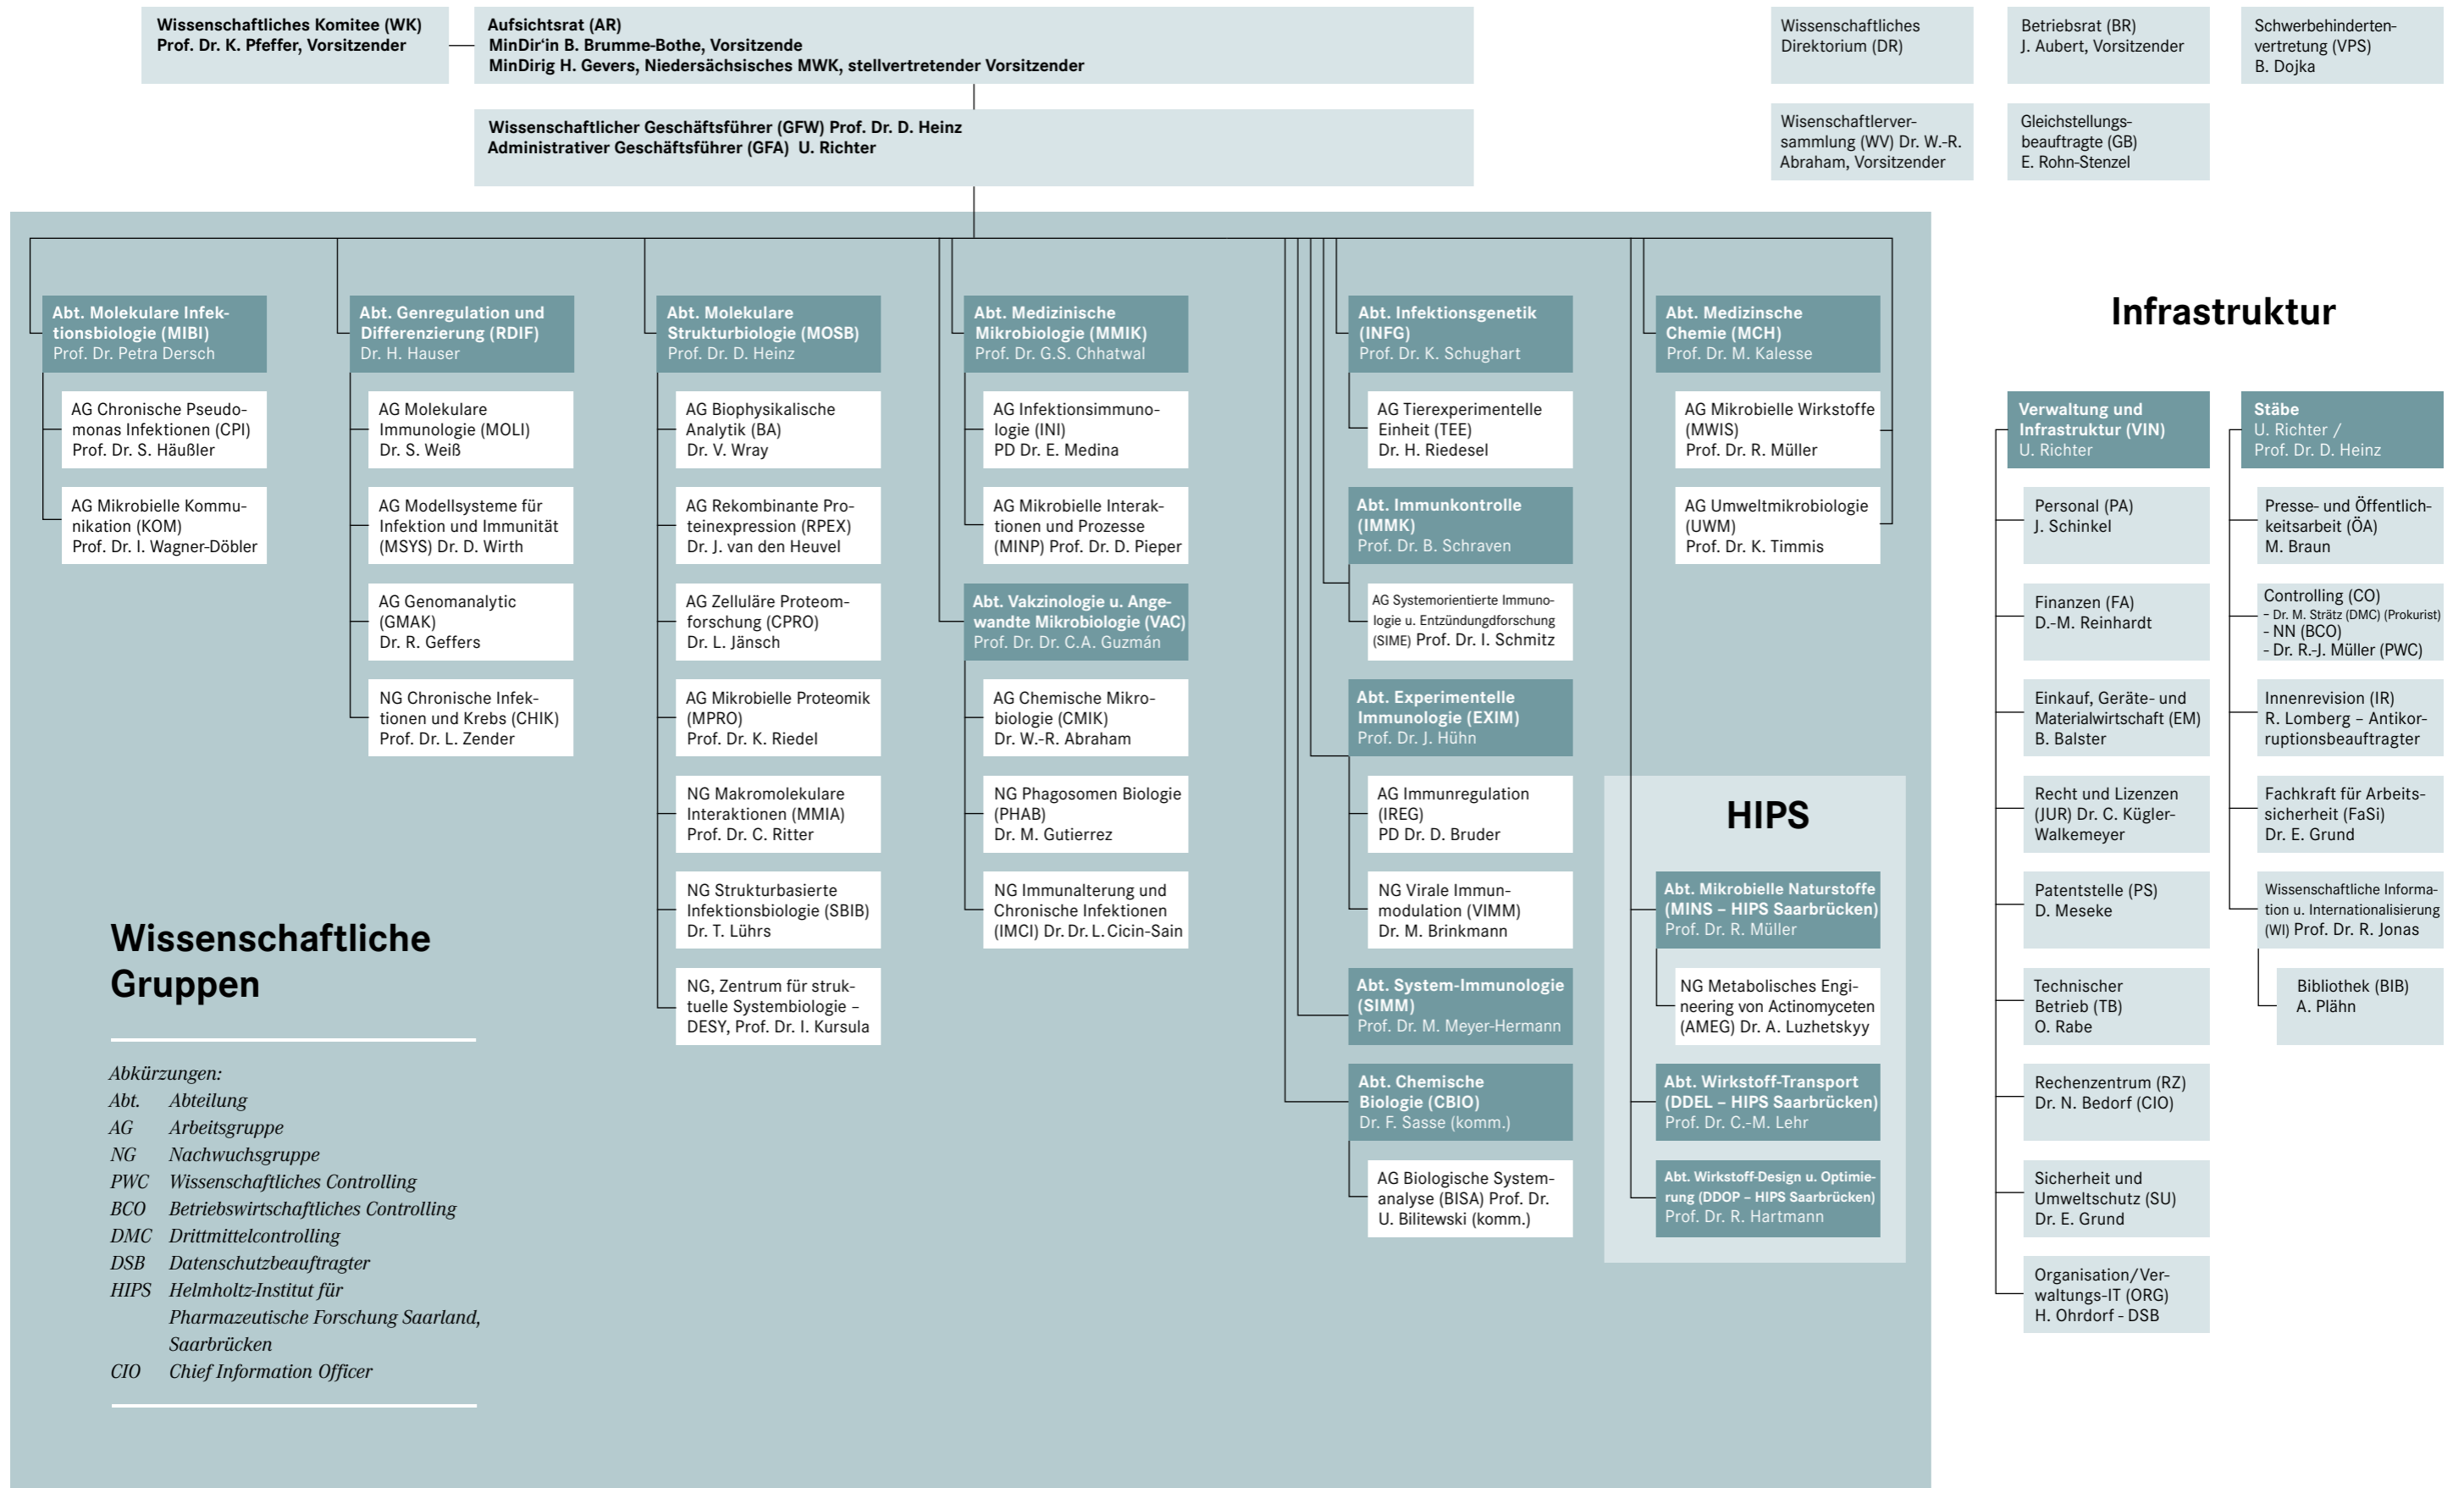 Wissenschaftliches Komitee (WK)
Prof. Dr. K. Pfeffer, Vorsitzender
Aufsichtsrat (AR)
MinDir‘in B. Brumme-Bothe, Vorsitzende
MinDirig H. Gevers, Niedersächsisches MWK, stellvertretender Vorsitzender
Wissenschaftlicher Geschäftsführer (GFW) Prof. Dr. D. Heinz
Administrativer Geschäftsführer (GFA) U. Richter
Wissenschaftliches
Direktorium (DR)
Betriebsrat (BR)
J. Aubert, Vorsitzender
Schwerbehinderten-
vertretung (VPS)
B. Dojka
Wisenschaftlerver-
sammlung (WV) Dr. W.-R.
Abraham, Vorsitzender
Gleichstellungs-
beauftragte (GB)
E. Rohn-Stenzel
Abt. Molekulare Infek-
tionsbiologie (MIBI)
Prof. Dr. Petra Dersch
AG Chronische Pseudo-
monas Infektionen (CPI)
Prof. Dr. S. Häußler
AG Mikrobielle Kommu-
nikation (KOM)
Prof. Dr. I. Wagner-Döbler
Abt. Genregulation und
Differenzierung (RDIF)
Dr. H. Hauser
AG Molekulare
Immunologie (MOLI)
Dr. S. Weiß
AG Modellsysteme für
Infektion und Immunität
(MSYS) Dr. D. Wirth
AG Genomanalytic
(GMAK)
Dr. R. Geffers
NG Chronische Infek-
tionen und Krebs (CHIK)
Prof. Dr. L. Zender
Abt. Molekulare
Strukturbiologie (MOSB)
Prof. Dr. D. Heinz
AG Biophysikalische
Analytik (BA)
Dr. V. Wray
AG Rekombinante Pro-
teinexpression (RPEX)
Dr. J. van den Heuvel
AG Zelluläre Proteom-
forschung (CPRO)
Dr. L. Jänsch
AG Mikrobielle Proteomik
(MPRO)
Prof. Dr. K. Riedel
NG Makromolekulare
Interaktionen (MMIA)
Prof. Dr. C. Ritter
NG Strukturbasierte
Infektionsbiologie (SBIB)
Dr. T. Lührs
NG, Zentrum für struk-
tuelle Systembiologie –
DESY, Prof. Dr. I. Kursula
Abt. Medizinische
Mikrobiologie (MMIK)
Prof. Dr. G.S. Chhatwal
AG Infektionsimmuno-
logie (INI)
PD Dr. E. Medina
AG Mikrobielle Interak-
tionen und Prozesse
(MINP) Prof. Dr. D. Pieper
Abt. Vakzinologie u. Ange-
wandte Mikrobiologie (VAC)
Prof. Dr. Dr. C.A. Guzmán
AG Chemische Mikro-
biologie (CMIK)
Dr. W.-R. Abraham
NG Phagosomen Biologie
(PHAB)
Dr. M. Gutierrez
NG Immunalterung und
Chronische Infektionen
(IMCI) Dr. Dr. L. Cicin-Sain
Abt. Infektionsgenetik
(INFG)
Prof. Dr. K. Schughart
AG Tierexperimentelle
Einheit (TEE)
Dr. H. Riedesel
Abt. Immunkontrolle
(IMMK)
Prof. Dr. B. Schraven
AG Systemorientierte Immuno-
logie u. Entzündungforschung
(SIME) Prof. Dr. I. Schmitz
Abt. Experimentelle
Immunologie (EXIM)
Prof. Dr. J. Hühn
AG Immunregulation
(IREG)
PD Dr. D. Bruder
NG Virale Immun-
modulation (VIMM)
Dr. M. Brinkmann
Abt. System-Immunologie
(SIMM)
Prof. Dr. M. Meyer-Hermann
Abt. Chemische
Biologie (CBIO)
Dr. F. Sasse (komm.)
AG Biologische System-
analyse (BISA) Prof. Dr.
U. Bilitewski (komm.)
Abt. Medizinsche
Chemie (MCH)
Prof. Dr. M. Kalesse
AG Mikrobielle Wirkstoffe
(MWIS)
Prof. Dr. R. Müller
AG Umweltmikrobiologie
(UWM)
Prof. Dr. K. Timmis
HIPS
Abt. Mikrobielle Naturstoffe
(MINS – HIPS Saarbrücken)
Prof. Dr. R. Müller
NG Metabolisches Engi-
neering von Actinomyceten
(AMEG) Dr. A. Luzhetskyy
Abt. Wirkstoff-Transport
(DDEL – HIPS Saarbrücken)
Prof. Dr. C.-M. Lehr
Abt. Wirkstoff-Design u. Optimie-
rung (DDOP – HIPS Saarbrücken)
Prof. Dr. R. Hartmann
Infrastruktur
Verwaltung und
Infrastruktur (VIN)
U. Richter
Personal (PA)
J. Schinkel
Finanzen (FA)
D.-M. Reinhardt
Einkauf, Geräte- und
Materialwirtschaft (EM)
B. Balster
Recht und Lizenzen
(JUR) Dr. C. Kügler-
Walkemeyer
Patentstelle (PS)
D. Meseke
Technischer
Betrieb (TB)
O. Rabe
Rechenzentrum (RZ)
Dr. N. Bedorf (CIO)
Sicherheit und
Umweltschutz (SU)
Dr. E. Grund
Organisation/Ver-
waltungs-IT (ORG)
H. Ohrdorf - DSB
Stäbe
U. Richter /
Prof. Dr. D. Heinz
Presse- und Öffentlich-
keitsarbeit (ÖA)
M. Braun
Controlling (CO)
- Dr. M. Strätz (DMC) (Prokurist)
- NN (BCO)
- Dr. R.-J. Müller (PWC)
Innenrevision (IR)
R. Lomberg – Antikor-
ruptionsbeauftragter
Fachkraft für Arbeits-
sicherheit (FaSi)
Dr. E. Grund
Wissenschaftliche Informa-
tion u. Internationalisierung
(WI) Prof. Dr. R. Jonas
Bibliothek (BIB)
A. Plähn
Wissenschaftliche
Gruppen
Abkürzungen:
Abt. Abteilung
AG Arbeitsgruppe
NG Nachwuchsgruppe
PWC Wissenschaftliches Controlling
BCO Betriebswirtschaftliches Controlling
DMC Drittmittelcontrolling
DSB Datenschutzbeauftragter
HIPS Helmholtz-Institut für
Pharmazeutische Forschung Saarland,
Saarbrücken
CIO Chief Information Officer